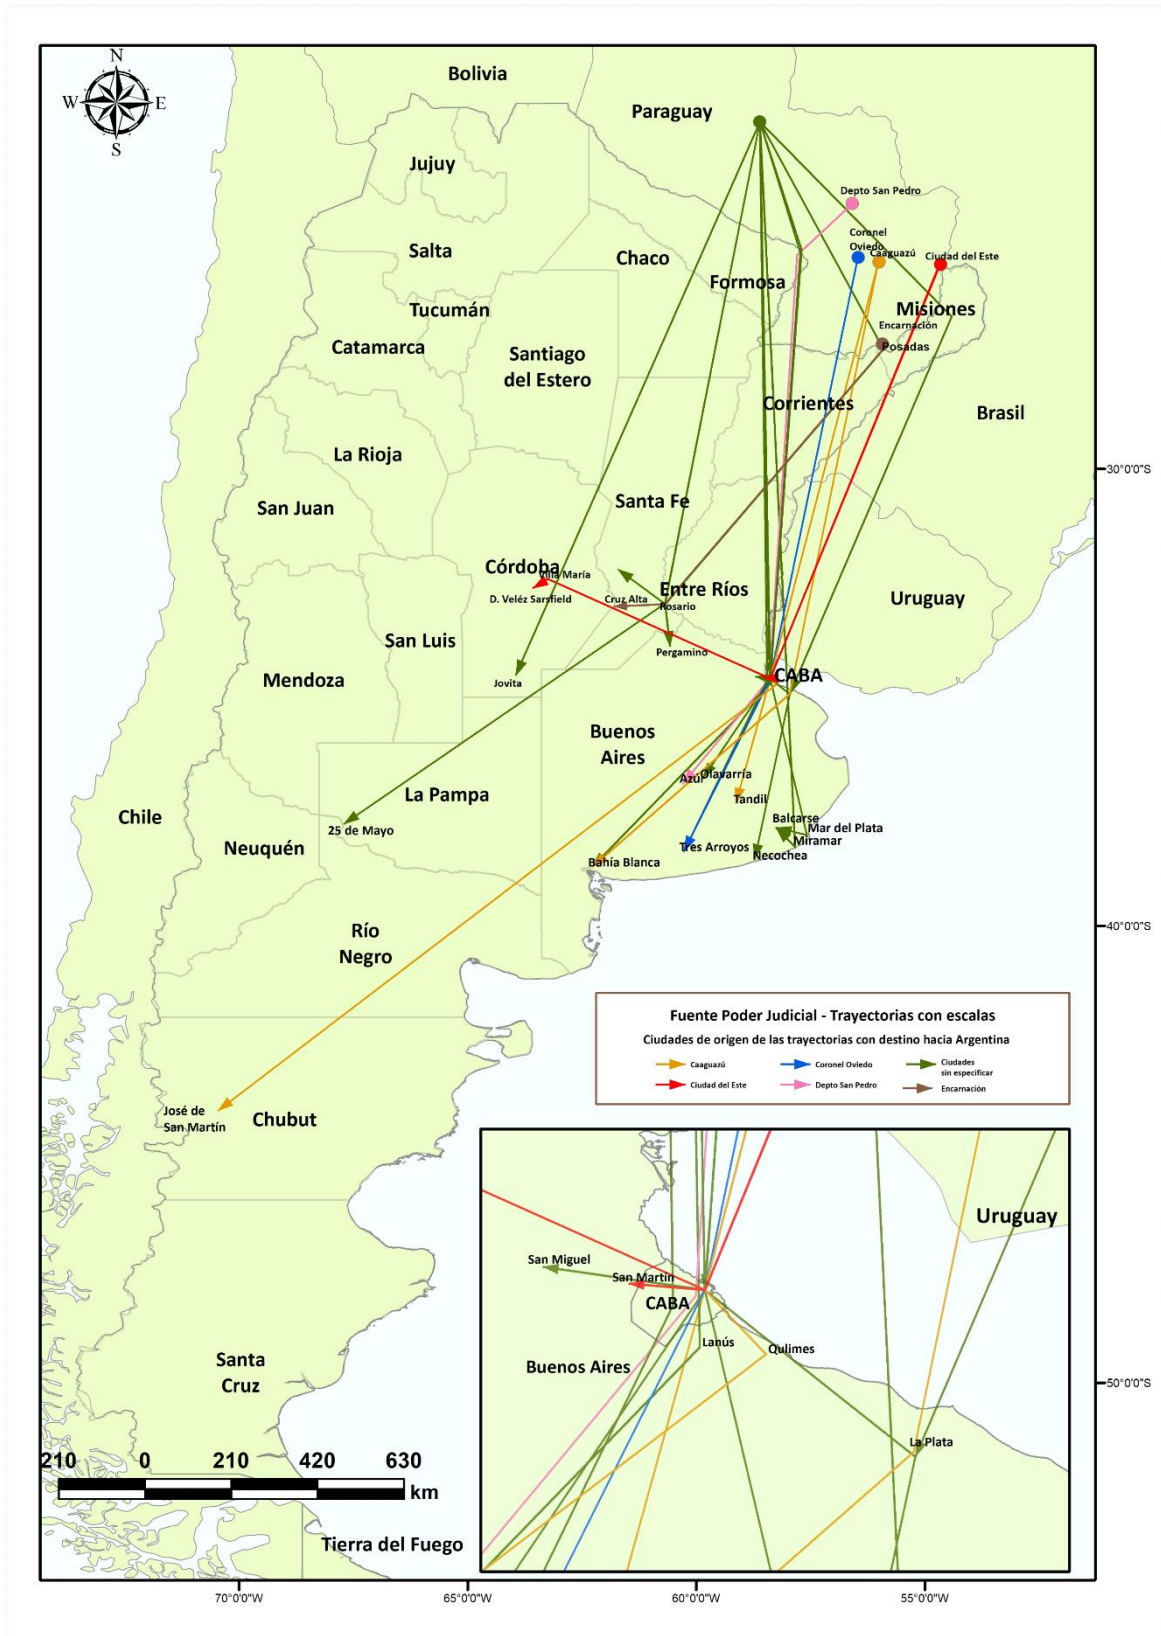 N
W
E
S
Bolivia
Paraguay
Jujuy
Depto San Pedro
Salta
Chaco
Coronel
Oviedo
Caaguazú
Ciudad del Este
Formosa
Misiones
Tucumán
Encarnación
Posadas
Catamarca
Santiago
del Estero
Corrientes
Brasil
La Rioja
30°0'0"S
San Juan
Santa Fe
Córdoba
Villa María
D. Veléz Sarsfield
Cruz Alta
Entre Ríos
Rosario
Uruguay
San Luis
Pergamino
Mendoza
Jovita
CABA
Buenos
Aires
Azul
Olavarría
La Pampa
Tandil
Chile
25 de Mayo
Balcarse
Mar del Plata
Miramar
Neuquén
Tres Arroyos
Necochea
Bahía Blanca
Río
Negro
40°0'0"S
Fuente Poder Judicial - Trayectorias con escalas
Ciudades de origen de las trayectorias con destino hacia Argentina
Caaguazú
Coronel Oviedo
Ciudades
sin especificar
Ciudad del Este
Depto San Pedro
Encarnación
José de
San Martín
Chubut
Uruguay
San Miguel
San Martín
CABA
Lanús
Qulimes
Buenos Aires
La Plata
Santa
Cruz
50°0'0"S
210 0 210 420 630
km
Tierra del Fuego
70°0'0"W
65°0'0"W
60°0'0"W
55°0'0"W